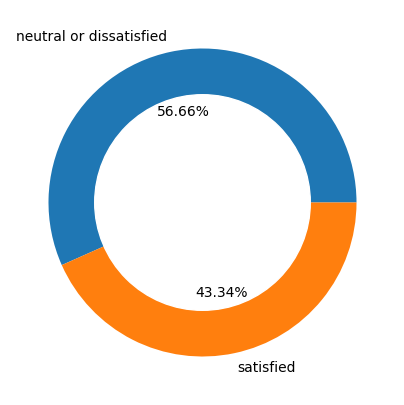 neutral or dissatisfied
56.66%
43.34%
satisfied